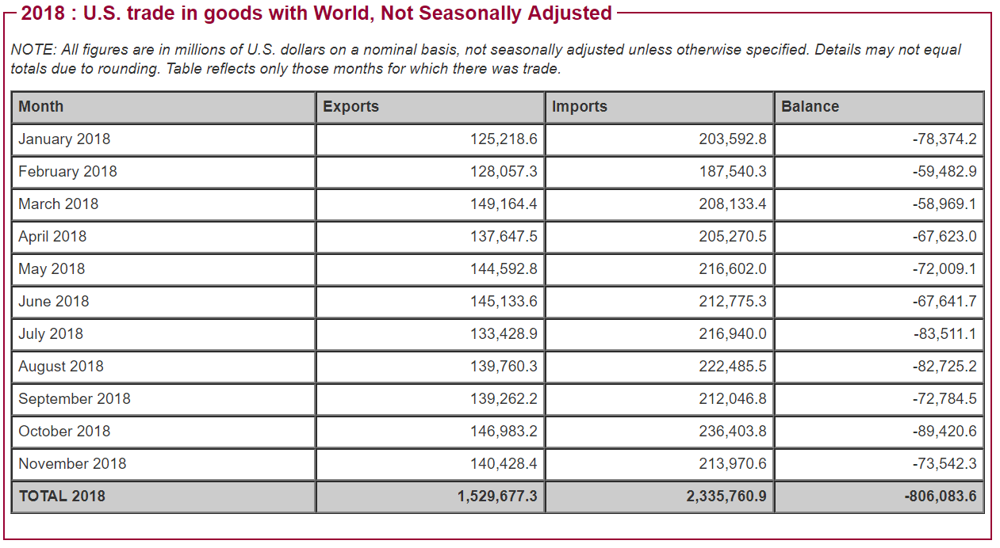 2018 : U.S. trade in goods with World, Not Seasonally Adjusted
NOTE: All figures are in millions of U.S. dollars on a nominal basis, not seasonally adjusted unless otherwise specified. Details may not equal
totals due to rounding. Table reflects only those months for which there was trade.
Month Exports Imports Balance
January 2018 125,218.6 203,592.8 -78,374.2
February 2018 128,057.3 187,540.3 -59,482.9
March 2018 149,164.4 208,133.4 -58,969.1
April 2018 137,647.5 205,270.5 -67,623.0
May 2018 144,592.8 216,602.0 -72,009.1
June 2018 145,133.6 212,775.3 -67,641.7
July 2018 133,428.9 216,940.0 -83,511.1
August 2018 139,760.3 222,485.5 -82,725.2
September 2018 139,262.2 212,046.8 -72,784.5
October 2018 146,983.2 236,403.8 -89,420.6
November 2018 140,428.4 213,970.6 -73,542.3
TOTAL 2018 1,529,677.3 2,335,760.9 -806,083.6